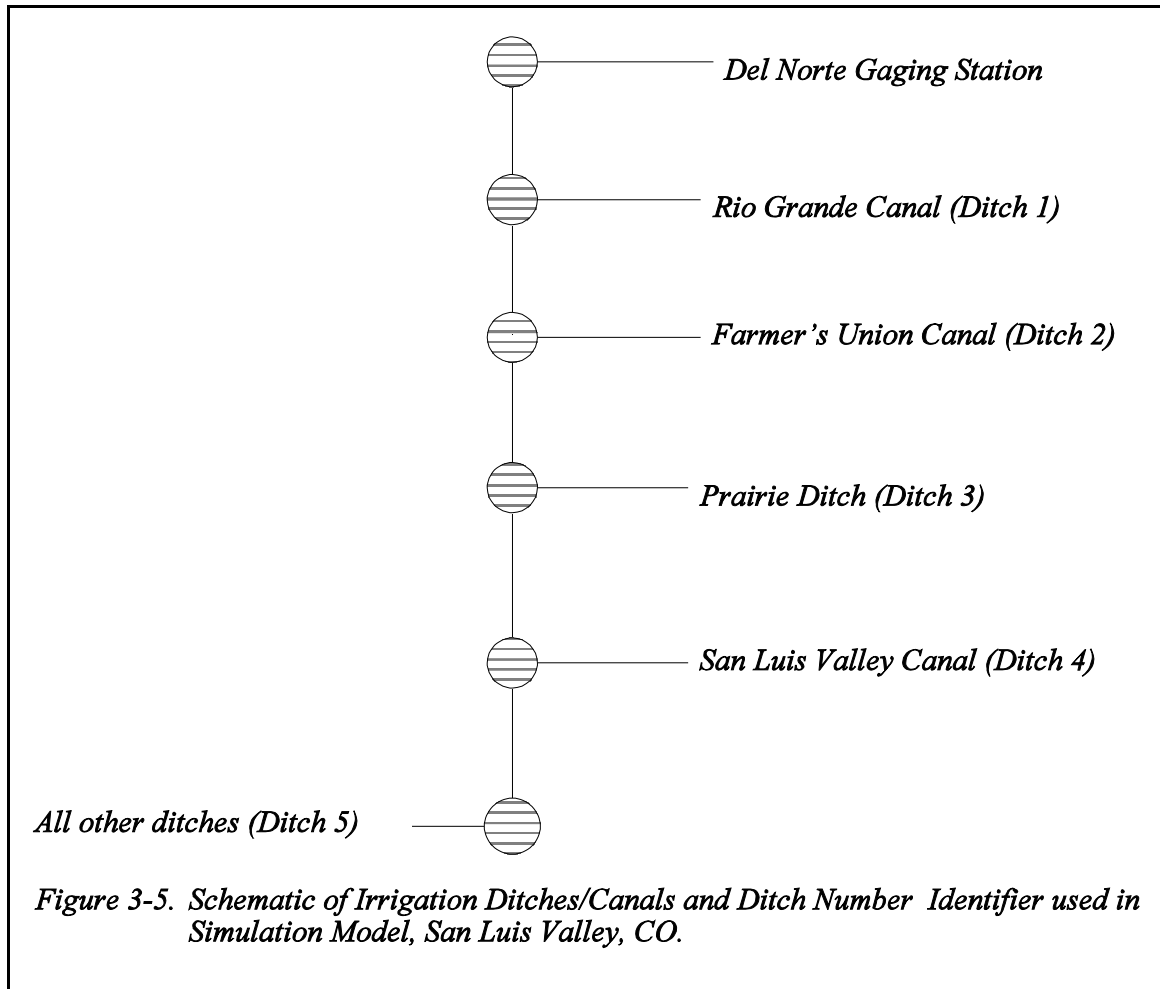 Del Norte Gaging Station
Rio Grande Canal (Ditch 1)
Farmer's Union Canal (Ditch 2)
Prairie Ditch (Ditch 3)
San Luis Valley Canal (Ditch 4)
All other ditches (Ditch 5)
Figure 3-5. Schematic of Irrigation Ditches/Canals and Ditch Number Identifier used in
Simulation Model, San Luis Valley, CO.